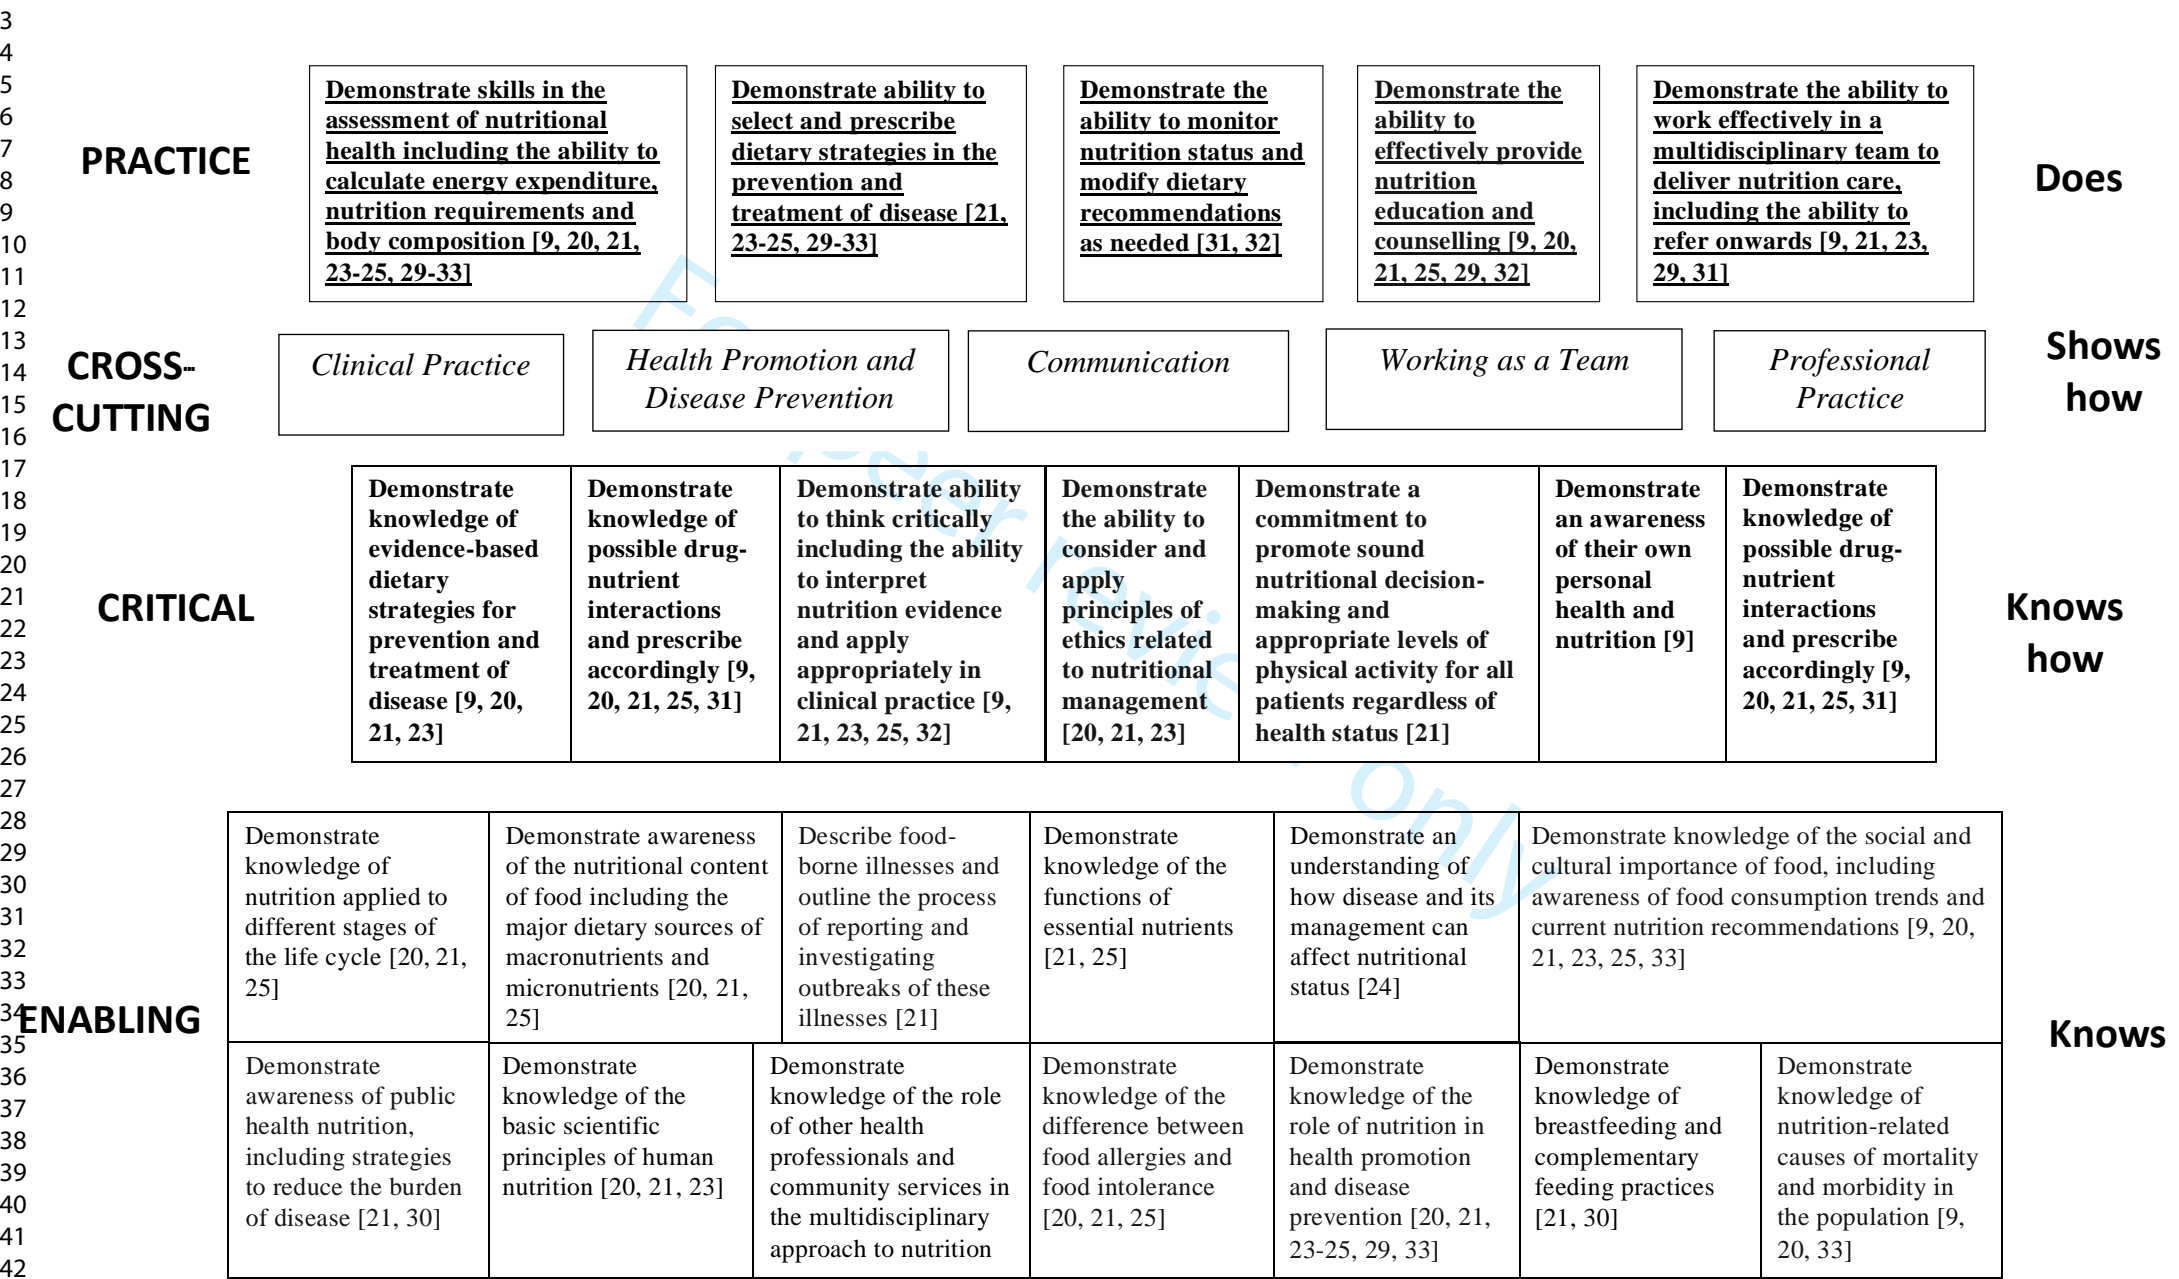 3
4
5
6
7
8
9
10
11
12
13
14
15
16
17
18
19
20
21
22
23
24
25
26
27
28
29
30
31
32
33
34
35
36
37
38
39
40
41
42
For peer review only
PRACTICE
Demonstrate skills in the
assessment of nutritional
health including the ability to
calculate energy expenditure,
nutrition requirements and
body composition [9, 20, 21,
23-25, 29-33]
Demonstrate ability to
select and prescribe
dietary strategies in the
prevention and
treatment of disease [21,
23-25, 29-33]
Demonstrate the
ability to monitor
nutrition status and
modify dietary
recommendations
as needed [31, 32]
Demonstrate the
ability to
effectively provide
nutrition
education and
counselling [9, 20,
21, 25, 29, 32]
Demonstrate the ability to
work effectively in a
multidisciplinary team to
deliver nutrition care,
including the ability to
refer onwards [9, 21, 23,
29, 31]
Does
CROSS-
CUTTING
Clinical Practice
Health Promotion and
Disease Prevention
Communication
Working as a Team
Professional
Practice
Shows
how
CRITICAL
Demonstrate
knowledge of
evidence-based
dietary
strategies for
prevention and
treatment of
disease [9, 20,
21, 23]
Demonstrate
knowledge of
possible drug-
nutrient
interactions
and prescribe
accordingly [9,
20, 21, 25, 31]
Demonstrate ability
to think critically
including the ability
to interpret
nutrition evidence
and apply
appropriately in
clinical practice [9,
21, 23, 25, 32]
Demonstrate
the ability to
consider and
apply
principles of
ethics related
to nutritional
management
[20, 21, 23]
Demonstrate a
commitment to
promote sound
nutritional decision-
making and
appropriate levels of
physical activity for all
patients regardless of
health status [21]
Demonstrate
an awareness
of their own
personal
health and
nutrition [9]
Demonstrate
knowledge of
possible drug-
nutrient
interactions
and prescribe
accordingly [9,
20, 21, 25, 31]
Knows
how
ENABLING
Demonstrate
knowledge of
nutrition applied to
different stages of
the life cycle [20, 21,
25]
Demonstrate awareness
of the nutritional content
of food including the
major dietary sources of
macronutrients and
micronutrients [20, 21,
25]
Describe food-
borne illnesses and
outline the process
of reporting and
investigating
outbreaks of these
illnesses [21]
Demonstrate
knowledge of the
functions of
essential nutrients
[21, 25]
Demonstrate an
understanding of
how disease and its
management can
affect nutritional
status [24]
Demonstrate knowledge of the social and
cultural importance of food, including
awareness of food consumption trends and
current nutrition recommendations [9, 20,
21, 23, 25, 33]
Demonstrate
awareness of public
health nutrition,
including strategies
to reduce the burden
of disease [21, 30]
Demonstrate
knowledge of the
basic scientific
principles of human
nutrition [20, 21, 23]
Demonstrate
knowledge of the role
of other health
professionals and
community services in
the multidisciplinary
approach to nutrition
Demonstrate
knowledge of the
difference between
food allergies and
food intolerance
[20, 21, 25]
Demonstrate
knowledge of the
role of nutrition in
health promotion
and disease
prevention [20, 21,
23-25, 29, 33]
Demonstrate
knowledge of
breastfeeding and
complementary
feeding practices
[21, 30]
Demonstrate
knowledge of
nutrition-related
causes of mortality
and morbidity in
the population [9,
20, 33]
Knows